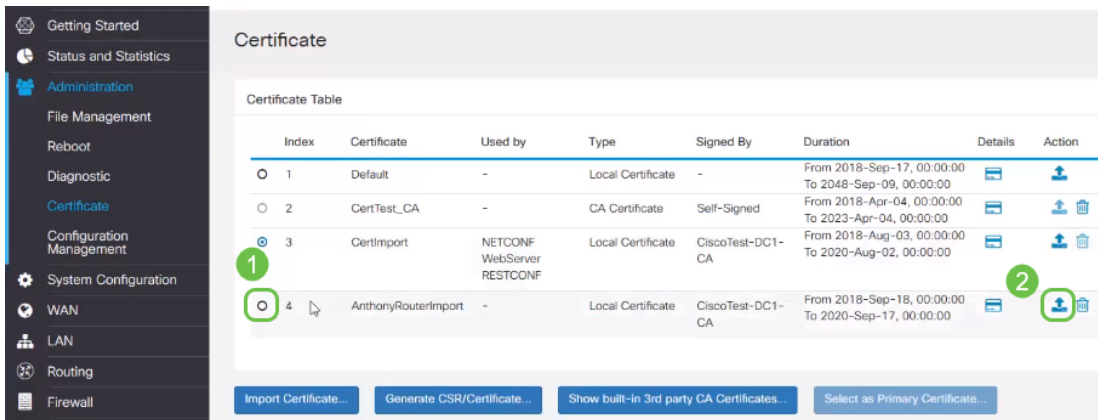 Getting Started
Status and Statistics
Administration
File Management
Reboot
Diagnostic
Certificate
Configuration
Management
System Configuration
WAN
LAN
Routing
Firewall
Certificate
Certificate Table
Index Certificate Used by Type Signed By Duration Details Action
1 Default - Local Certificate - From 2018-Sep-17, 00:00:00
To 2048-Sep-09, 00:00:00
2 CertTest_CA - CA Certificate Self-Signed From 2018-Apr-04, 00:00:00
To 2023-Apr-04, 00:00:00
3 CertImport NETCONF Local Certificate CiscoTest-DC1- From 2018-Aug-03, 00:00:00
WebServer CA To 2020-Aug-02, 00:00:00
RESTCONF
1
2
4 AnthonyRouterImport - Local Certificate CiscoTest-DC1- From 2018-Sep-18, 00:00:00
CA To 2020-Sep-17, 00:00:00
Import Certificate... Generate CSR/Certificate... Show built-in 3rd party CA Certificates... Select as Primary Certificate...